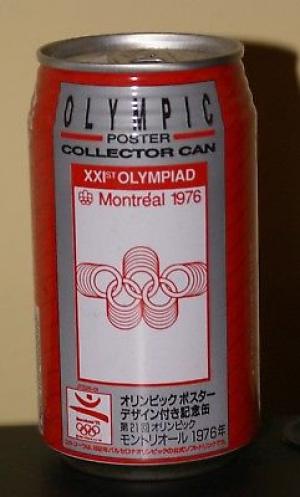 OLYMPIC
POSTER
COLLECTOR CAN
XXIST OLYMPIAD
Montréal 1976
オリンピック ポスター
デザイン付き記念缶
第21回オリンピック
モントリオール 1976年